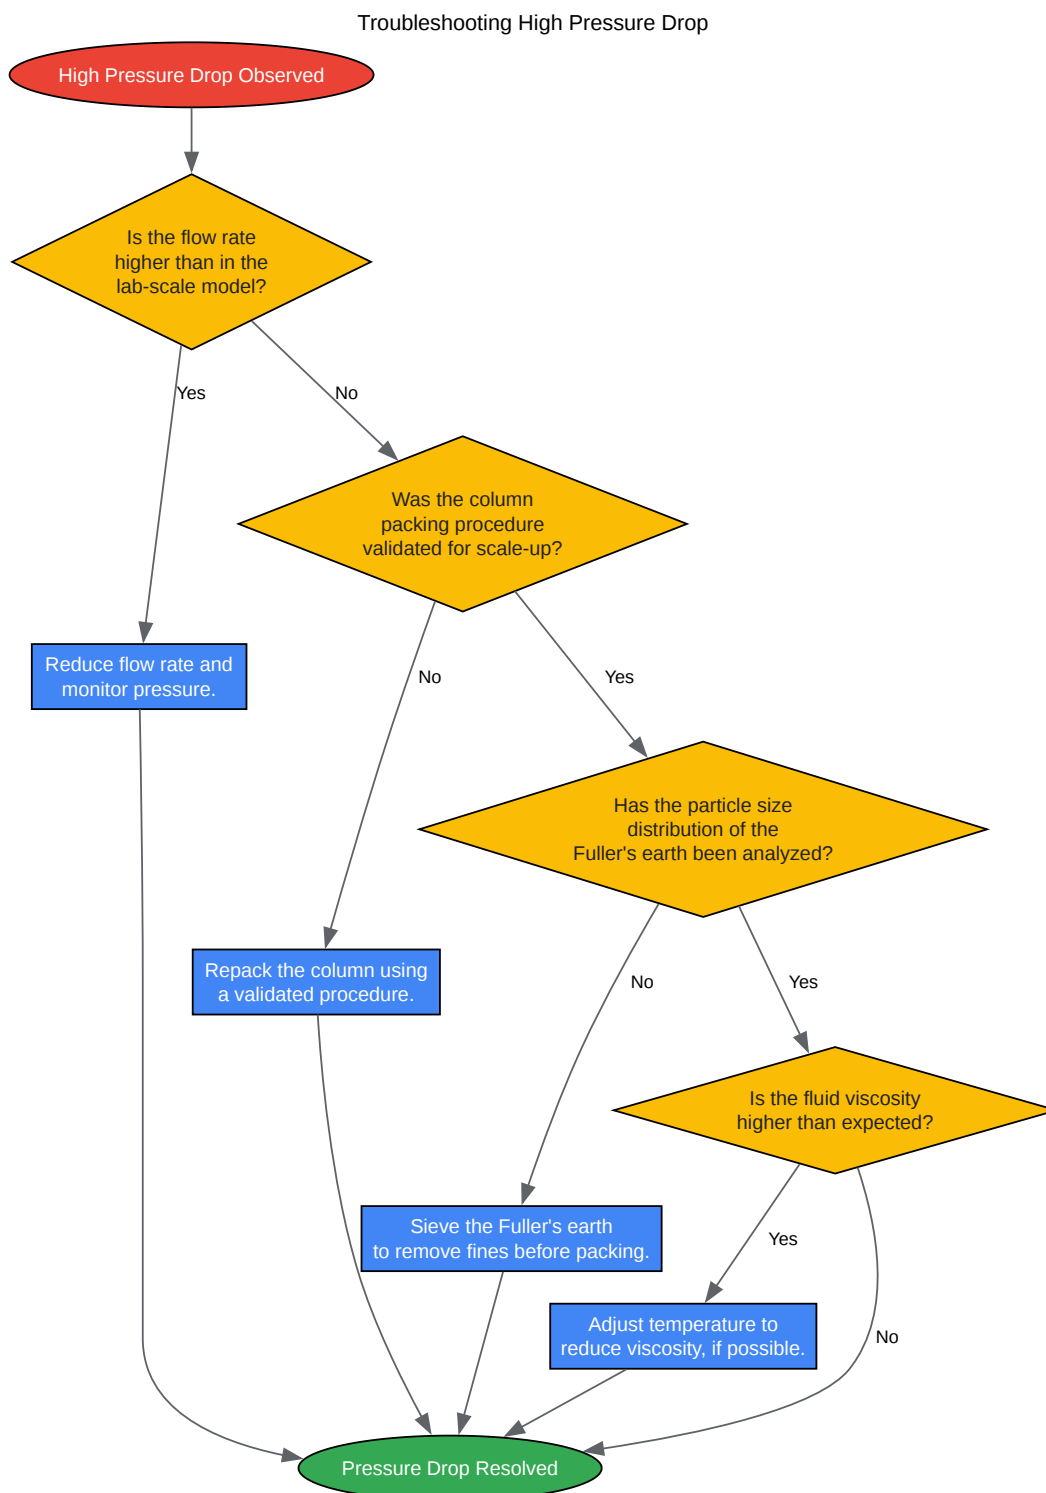 Troubleshooting High Pressure Drop
High Pressure Drop Observed
Is the flow rate
higher than in the
lab-scale model?
Yes
No
Was the column
packing procedure
validated for scale-up?
Reduce flow rate and
monitor pressure.
No
Yes
Has the particle size
distribution of the
Fuller's earth been analyzed?
Repack the column using
a validated procedure.
No
Yes
Is the fluid viscosity
higher than expected?
Sieve the Fuller's earth
to remove fines before packing.
Yes
Adjust temperature to
reduce viscosity, if possible.
No
Pressure Drop Resolved